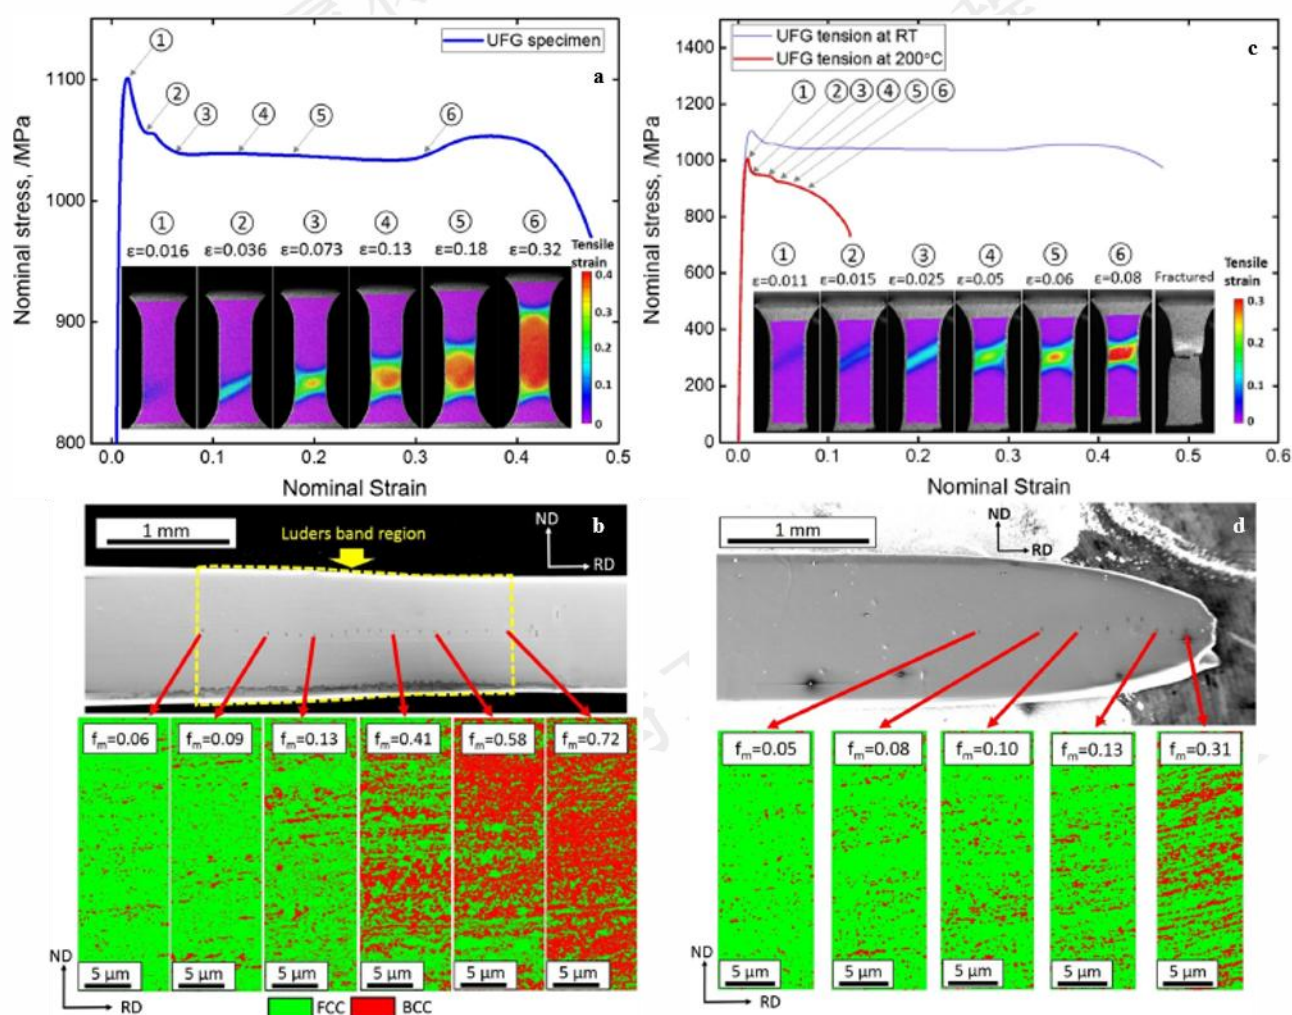 UFG specimen
a
Nominal stress, /MPa
1100
1000
900
800
① ② ③ ④ ⑤ ⑥
① ② ③ ④ ⑤ ⑥
ε=0.016 ε=0.036 ε=0.073 ε=0.13 ε=0.18 ε=0.32
Tensile
strain
0.4
0.3
0.2
0.1
0
0.0 0.1 0.2 0.3 0.4 0.5
Nominal Strain
UFG tension at RT
UFG tension at 200°C
c
Nominal stress, /MPa
1400
1200
1000
800
600
400
200
0
① ② ③ ④ ⑤ ⑥
① ② ③ ④ ⑤ ⑥
ε=0.011 ε=0.015 ε=0.025 ε=0.05 ε=0.06 ε=0.08 Fractured
Tensile
strain
0.3
0.2
0.1
0
0.0 0.1 0.2 0.3 0.4 0.5 0.6
Nominal Strain
1 mm
Luders band region
ND
RD
b
fm=0.06 fm=0.09 fm=0.13 fm=0.41 fm=0.58 fm=0.72
5 μm 5 μm 5 μm 5 μm 5 μm 5 μm
ND
RD
FCC BCC
1 mm
ND
RD
d
fm=0.05 fm=0.08 fm=0.10 fm=0.13 fm=0.31
5 μm 5 μm 5 μm 5 μm 5 μm
ND
RD